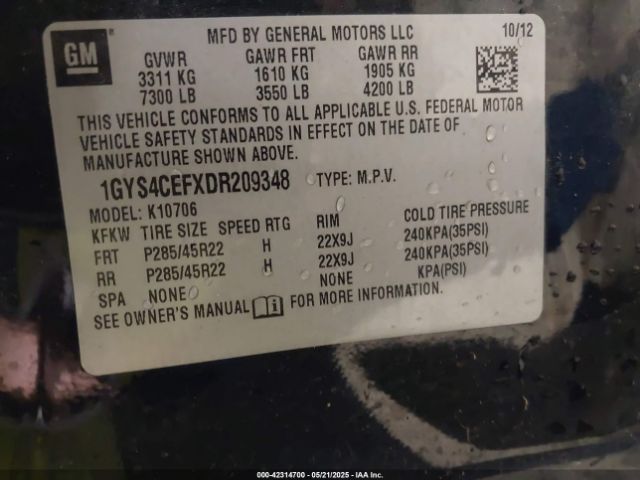 GM
MFD BY GENERAL MOTORS LLC 10/12
GVWR GAWR FRT GAWR RR
3311 KG 1610 KG 1905 KG
7300 LB 3550 LB 4200 LB
THIS VEHICLE CONFORMS TO ALL APPLICABLE U.S. FEDERAL MOTOR
VEHICLE SAFETY STANDARDS IN EFFECT ON THE DATE OF
MANUFACTURE SHOWN ABOVE.
1GYS4CEFXDR209348 TYPE: M.P.V.
MODEL: K10706
KFKW TIRE SIZE SPEED RTG RIM COLD TIRE PRESSURE
FRT P285/45R22 H 22X9J 240KPA(35PSI)
RR P285/45R22 H 22X9J 240KPA(35PSI)
SPA NONE NONE KPA(PSI)
SEE OWNER'S MANUAL i FOR MORE INFORMATION.
000-42314700 - 05/21/2025 - IAA Inc.